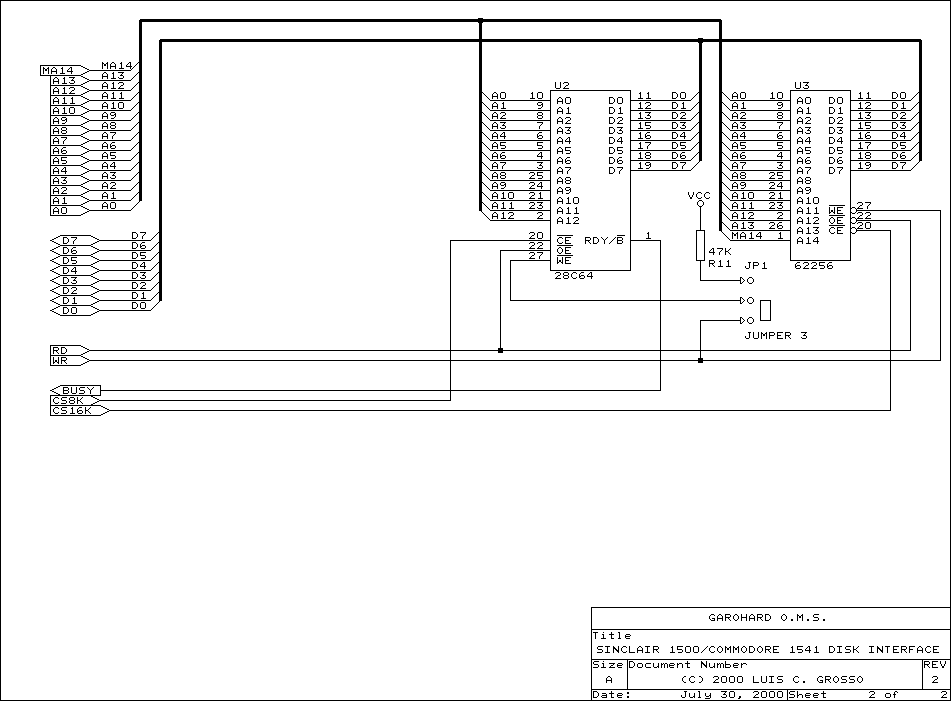 MA14 MA14
A13 A13
A12 A12
A11 A11
A10 A10
A9 A9
A8 A8
A7 A7
A6 A6
A5 A5
A4 A4
A3 A3
A2 A2
A1 A1
A0 A0
D7 D7
D6 D6
D5 D5
D4 D4
D3 D3
D2 D2
D1 D1
D0 D0
RD
WR
BUSY
CS8K
CS16K
U2
A0 10 A0 D0 11 D0
A1 9 A1 D1 12 D1
A2 8 A2 D2 13 D2
A3 7 A3 D3 15 D3
A4 6 A4 D4 16 D4
A5 5 A5 D5 17 D5
A6 4 A6 D6 18 D6
A7 3 A7 D7 19 D7
A8 25 A8
A9 24 A9
A10 21 A10
A11 23 A11
A12 2 A12
20 CE RDY/B 1
22 OE
27 WE
28C64
VCC
47K
R11
JP1
JUMPER 3
U3
A0 10 A0 D0 11 D0
A1 9 A1 D1 12 D1
A2 8 A2 D2 13 D2
A3 7 A3 D3 15 D3
A4 6 A4 D4 16 D4
A5 5 A5 D5 17 D5
A6 4 A6 D6 18 D6
A7 3 A7 D7 19 D7
A8 25 A8
A9 24 A9
A10 21 A10
A11 23 A11 WE 27
A12 2 A12 OE 22
A13 26 A13 CE 20
MA14 1 A14
62256
GAROHARD O.M.S.
Title
SINCLAIR 1500/COMMODORE 1541 DISK INTERFACE
Size Document Number REV
A (C) 2000 LUIS C. GROSSO 2
Date: July 30, 2000 Sheet 2 of 2